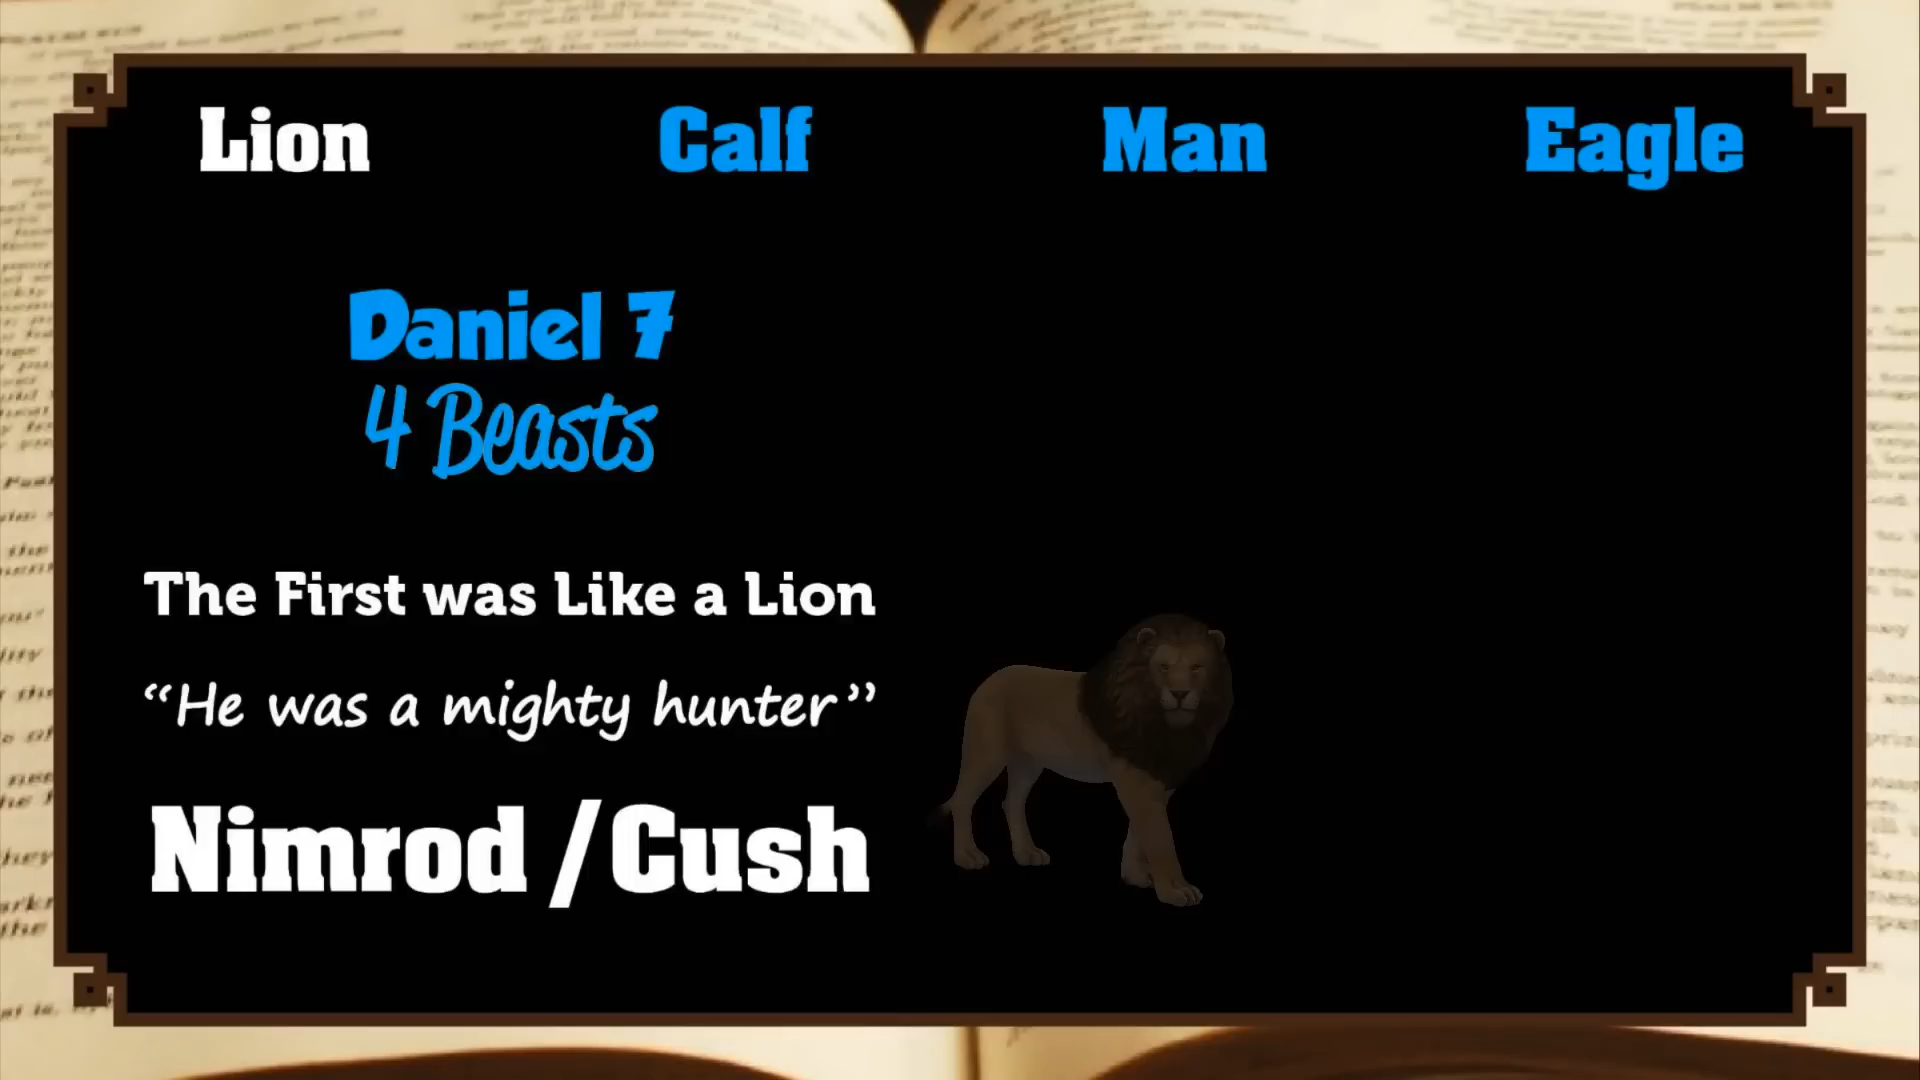 Lion Calf Man Eagle
Daniel 7
4 Beasts
The First was Like a Lion
“He was a mighty hunter”
Nimrod /Cush